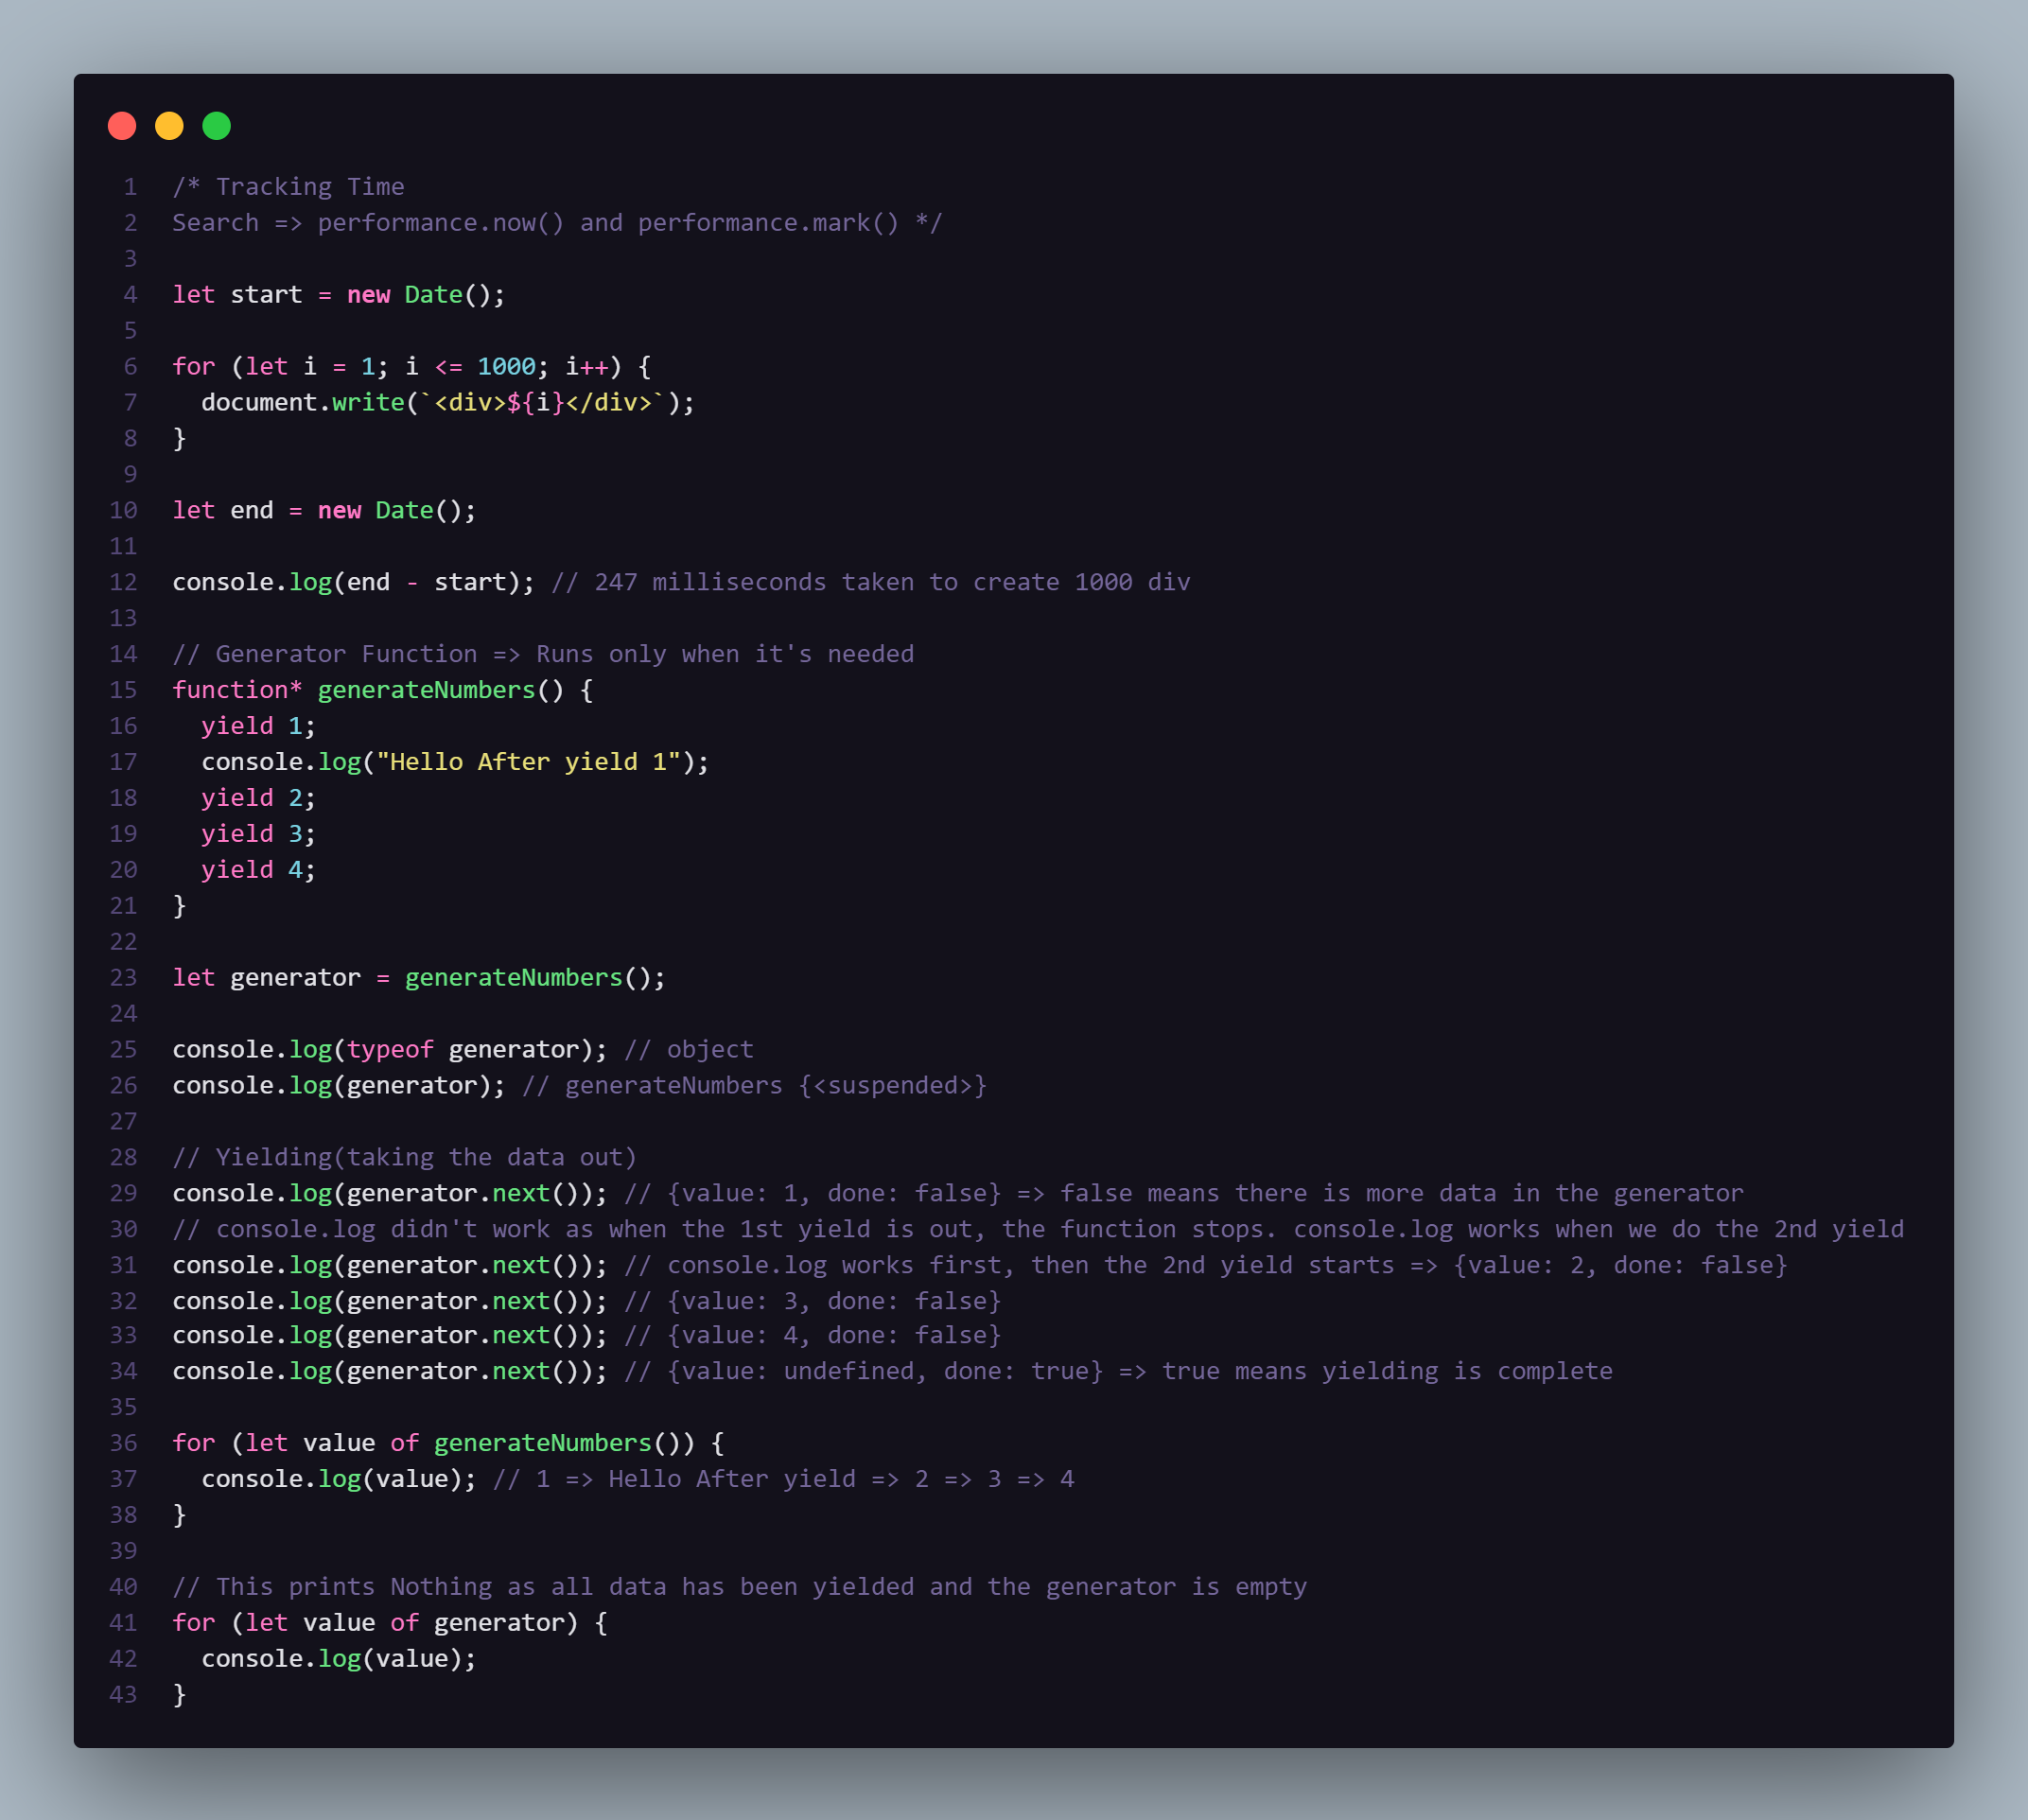 1 /* Tracking Time
2 Search => performance.now() and performance.mark() */
3
4 let start = new Date();
5
6 for (let i = 1; i <= 1000; i++) {
7   document.write(`<div>${i}</div>`);
8 }
9
10 let end = new Date();
11
12 console.log(end - start); // 247 milliseconds taken to create 1000 div
13
14 // Generator Function => Runs only when it's needed
15 function* generateNumbers() {
16   yield 1;
17   console.log("Hello After yield 1");
18   yield 2;
19   yield 3;
20   yield 4;
21 }
22
23 let generator = generateNumbers();
24
25 console.log(typeof generator); // object
26 console.log(generator); // generateNumbers {<suspended>}
27
28 // Yielding(taking the data out)
29 console.log(generator.next()); // {value: 1, done: false} => false means there is more data in the generator
30 // console.log didn't work as when the 1st yield is out, the function stops. console.log works when we do the 2nd yield
31 console.log(generator.next()); // console.log works first, then the 2nd yield starts => {value: 2, done: false}
32 console.log(generator.next()); // {value: 3, done: false}
33 console.log(generator.next()); // {value: 4, done: false}
34 console.log(generator.next()); // {value: undefined, done: true} => true means yielding is complete
35
36 for (let value of generateNumbers()) {
37   console.log(value); // 1 => Hello After yield => 2 => 3 => 4
38 }
39
40 // This prints Nothing as all data has been yielded and the generator is empty
41 for (let value of generator) {
42   console.log(value);
43 }